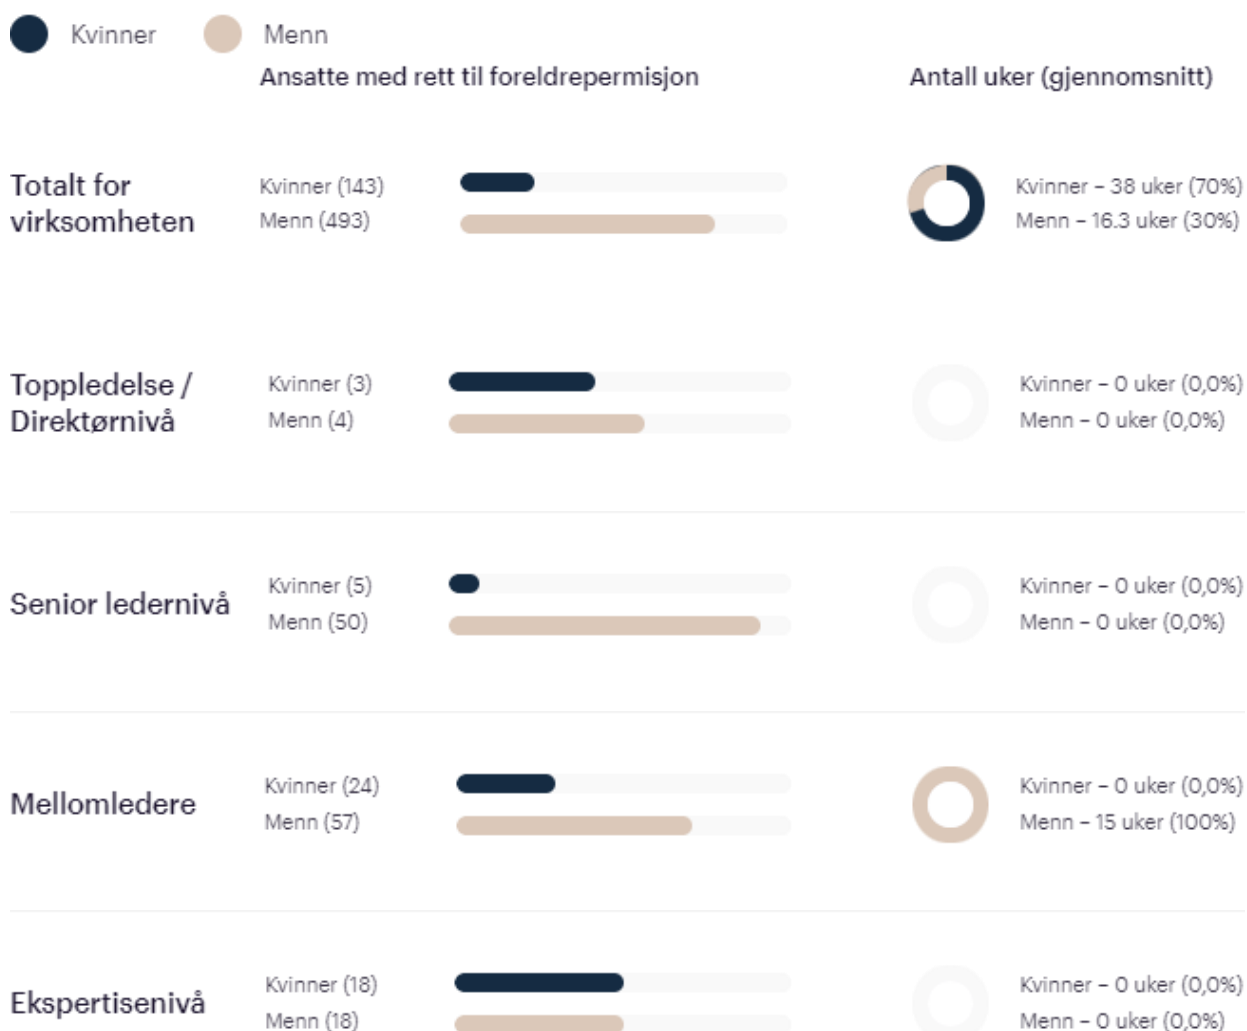 Kvinner Menn
Ansatte med rett til foreldrepermisjon Antall uker (gjennomsnitt)
Totalt for
virksomheten
Kvinner (143)
Menn (493)
Kvinner – 38 uker (70%)
Menn – 16.3 uker (30%)
Toppledelse /
Direktørnivå
Kvinner (3)
Menn (4)
Kvinner – 0 uker (0,0%)
Menn – 0 uker (0,0%)
Senior ledernivå
Kvinner (5)
Menn (50)
Kvinner – 0 uker (0,0%)
Menn – 0 uker (0,0%)
Mellomledere
Kvinner (24)
Menn (57)
Kvinner – 0 uker (0,0%)
Menn – 15 uker (100%)
Ekspertisenivå
Kvinner (18)
Menn (18)
Kvinner – 0 uker (0,0%)
Menn – 0 uker (0,0%)